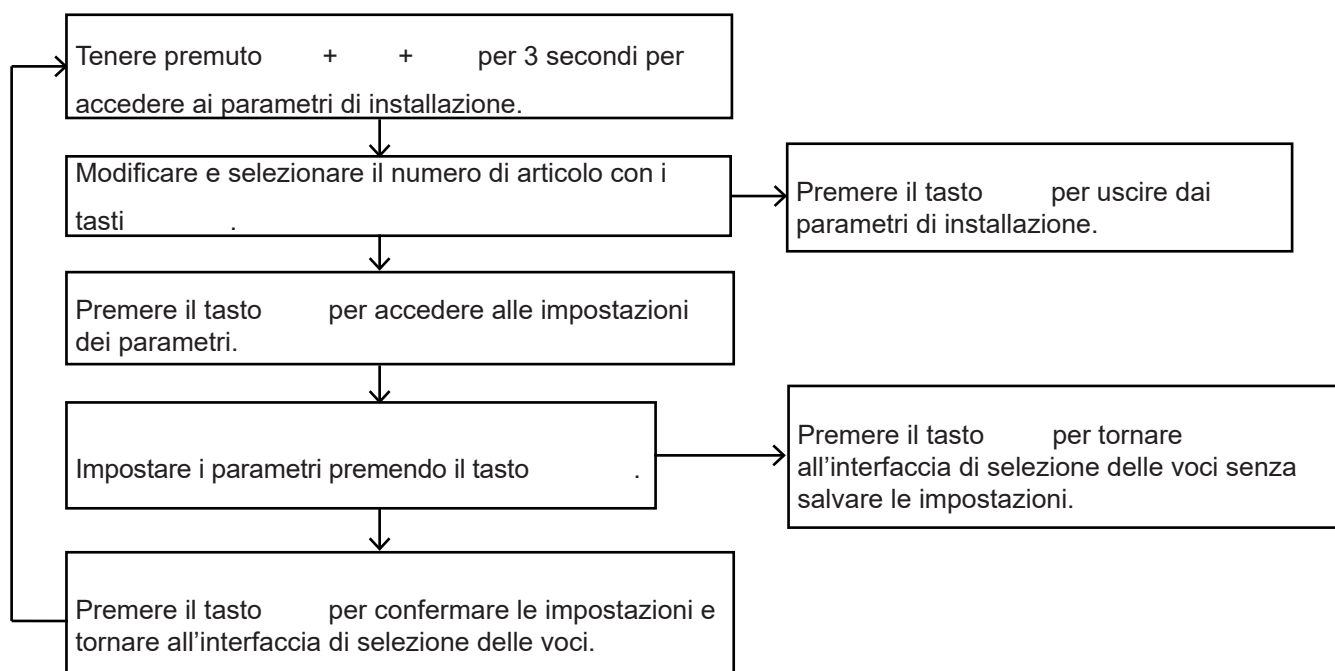 Tenere premuto + + per 3 secondi per
accedere ai parametri di installazione.
Modificare e selezionare il numero di articolo con i
tasti .
Premere il tasto per uscire dai
parametri di installazione.
Premere il tasto per accedere alle impostazioni
dei parametri.
Impostare i parametri premendo il tasto .
Premere il tasto per tornare
all’interfaccia di selezione delle voci senza
salvare le impostazioni.
Premere il tasto per confermare le impostazioni e
tornare all’interfaccia di selezione delle voci.